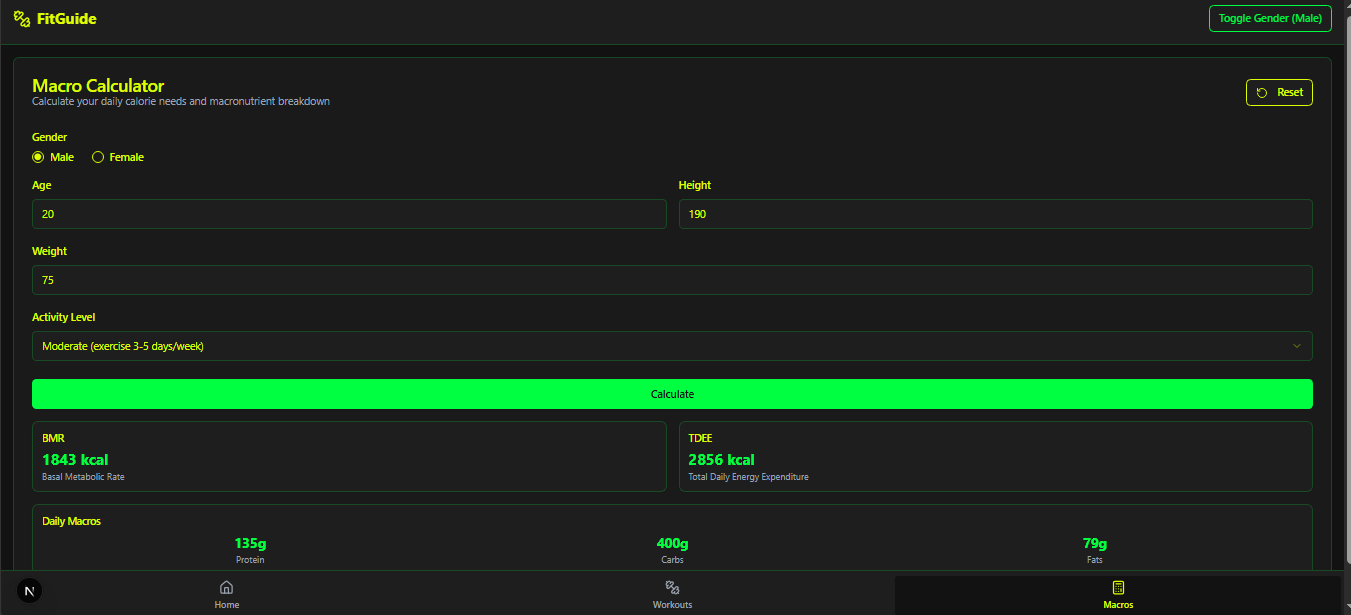 FitGuide
Toggle Gender (Male)
Macro Calculator
Calculate your daily calorie needs and macronutrient breakdown
Reset
Gender
Male Female
Age Height
20 190
Weight
75
Activity Level
Moderate (exercise 3-5 days/week)
Calculate
BMR TDEE
1843 kcal 2856 kcal
Basal Metabolic Rate Total Daily Energy Expenditure
Daily Macros
135g 400g 79g
Protein Carbs Fats
N
Home Workouts Macros